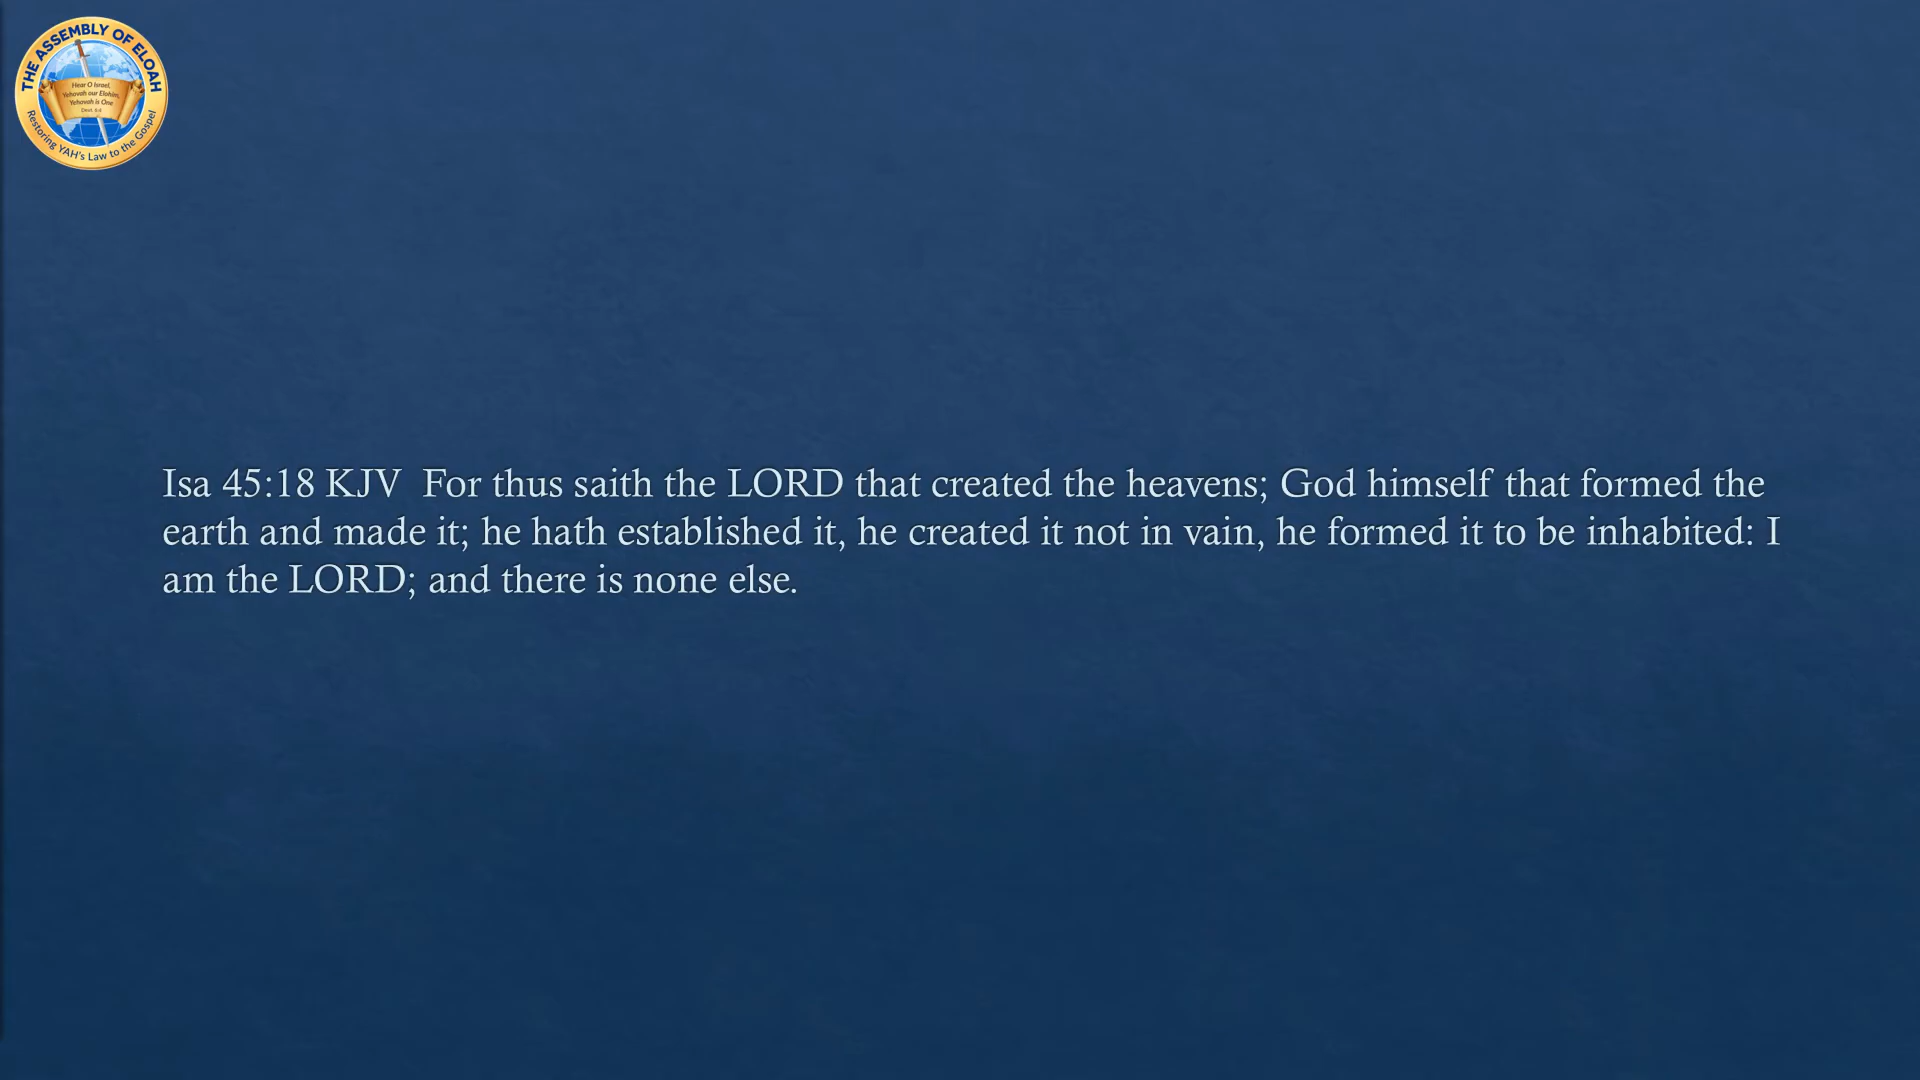 THE ASSEMBLY OF ELOAH
Hear O Israel,
Yehovah our Elohim,
Yehovah is One
Deut. 6:4
Restoring YAH's Law to the Gospel
Isa 45:18 KJV  For thus saith the LORD that created the heavens; God himself that formed the
earth and made it; he hath established it, he created it not in vain, he formed it to be inhabited: I
am the LORD; and there is none else.